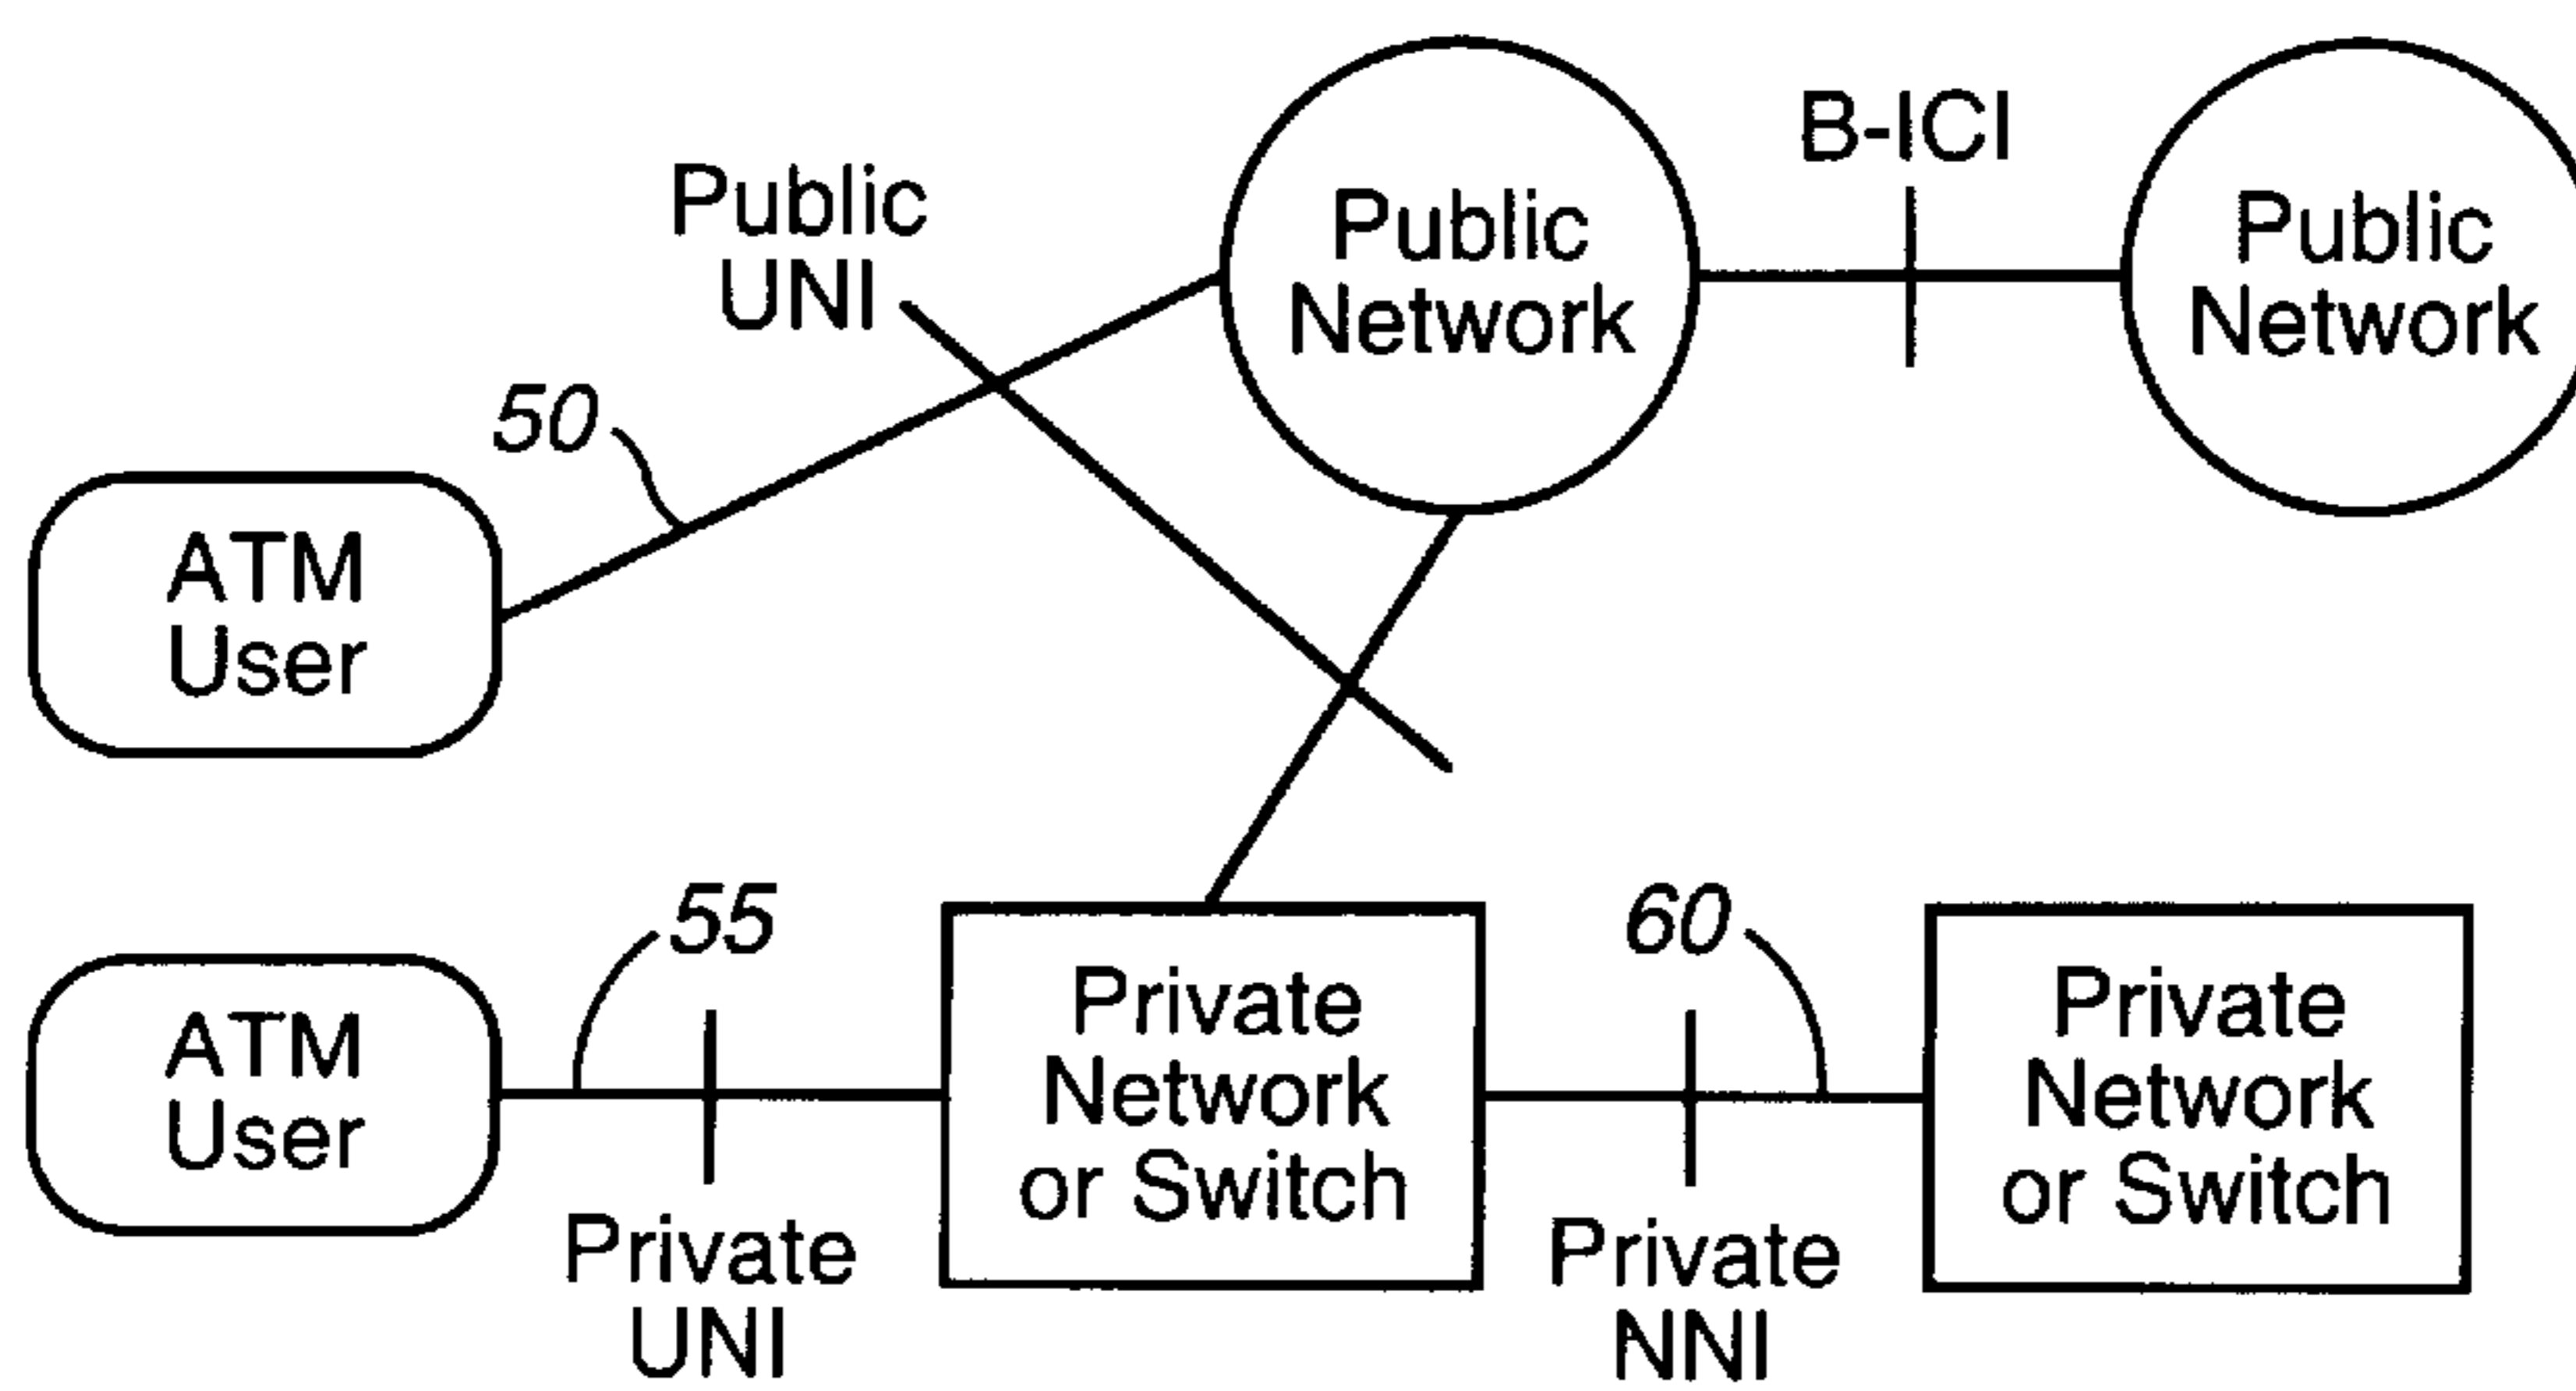 B-ICI
Public
UNI
Public
Network
Public
Network
50
ATM
User
55
60
ATM
User
Private
Network
or Switch
Private
Network
or Switch
Private
UNI
Private
NNI